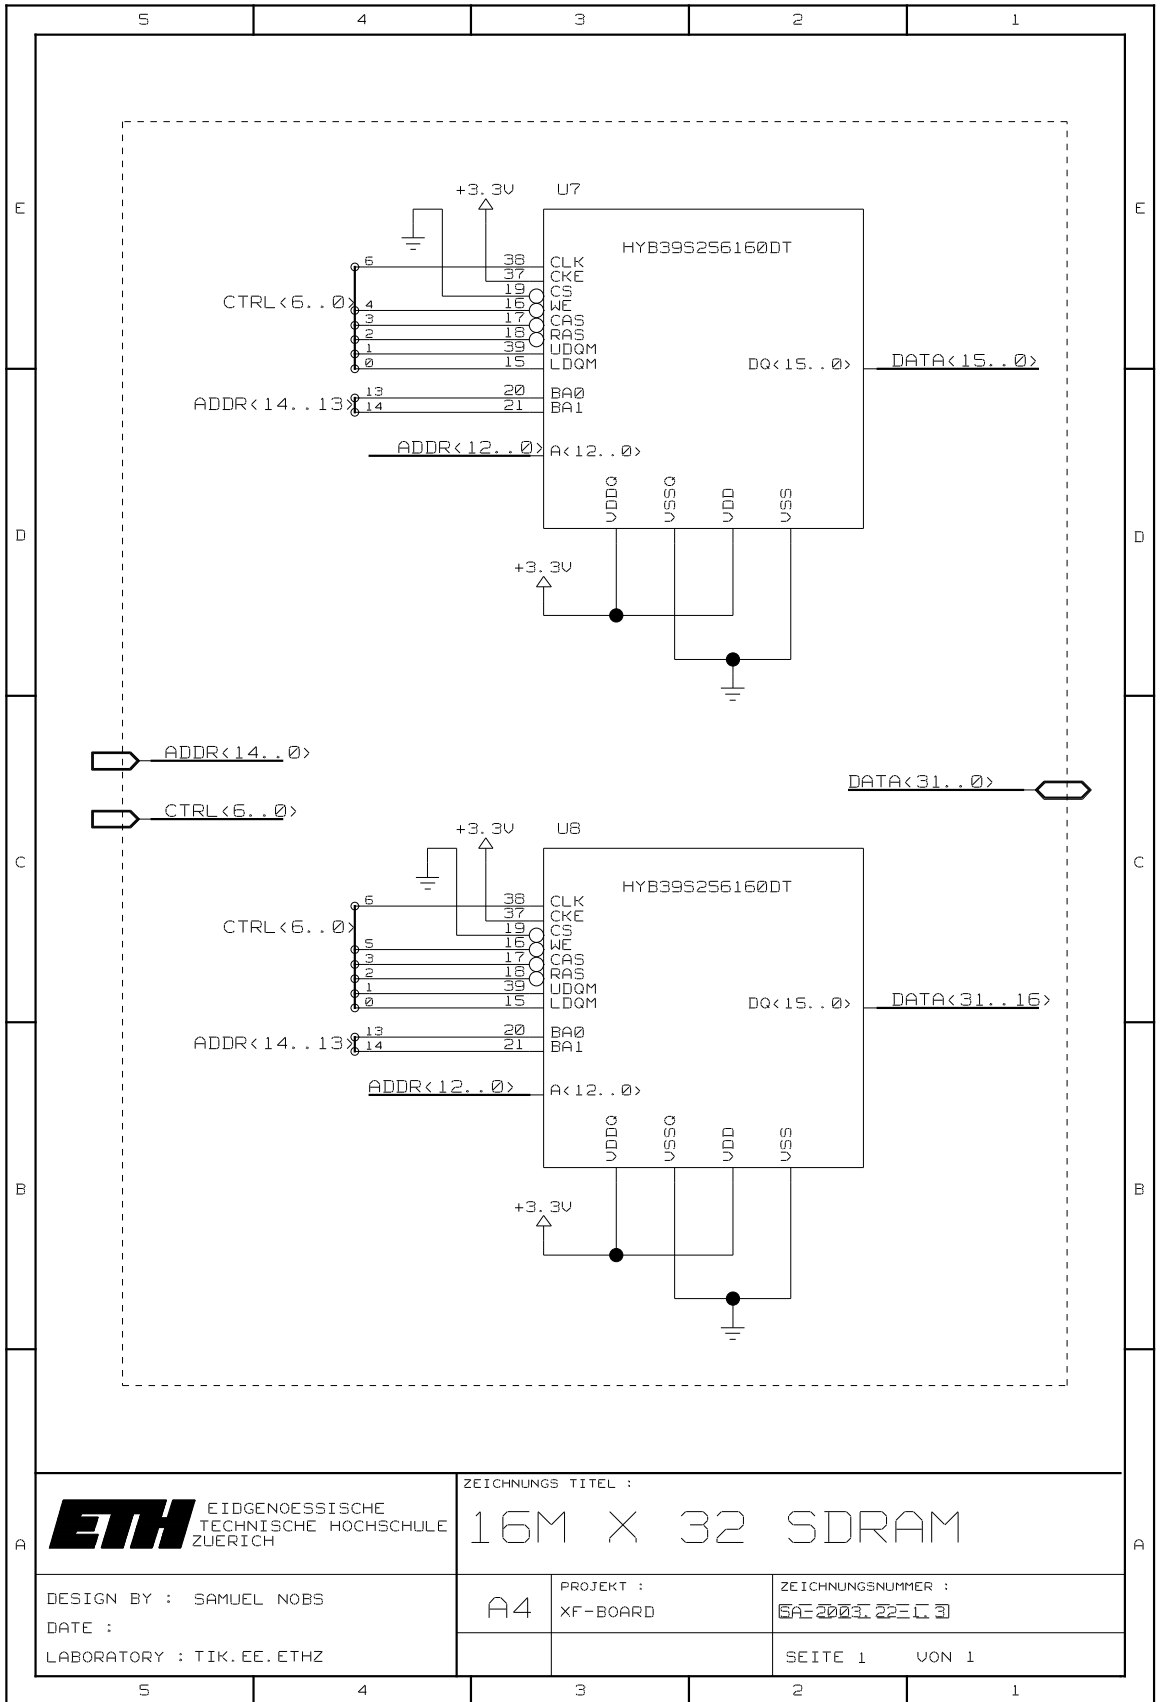 5 4 3 2 1
E E
D D
C C
B B
A A
+3.3V U7
HYB39S256160DT
CTRL<6..0>
6 38 CLK
37 CKE
19 CS
4 16 WE
3 17 CAS
2 18 RAS
1 39 UDQM
0 15 LDQM
DQ<15..0> DATA<15..0>
ADDR<14..13>
13 20 BA0
14 21 BA1
ADDR<12..0> A<12..0>
VDDQ VSSQ VDD VSS
+3.3V
ADDR<14..0>
DATA<31..0>
CTRL<6..0>
+3.3V U8
HYB39S256160DT
6 38 CLK
37 CKE
CTRL<6..0>
19 CS
5 16 WE
3 17 CAS
2 18 RAS
1 39 UDQM
0 15 LDQM
DQ<15..0> DATA<31..16>
ADDR<14..13>
13 20 BA0
14 21 BA1
ADDR<12..0> A<12..0>
VDDQ VSSQ VDD VSS
+3.3V
ETH
EIDGENOESSISCHE
TECHNISCHE HOCHSCHULE
ZUERICH
ZEICHNUNGS TITEL :
16M X 32 SDRAM
DESIGN BY : SAMUEL NOBS
DATE :
LABORATORY : TIK.EE.ETHZ
A4
PROJEKT :
XF-BOARD
ZEICHNUNGSNUMMER :
SA-2003.22-1.3
SEITE 1 VON 1
5 4 3 2 1